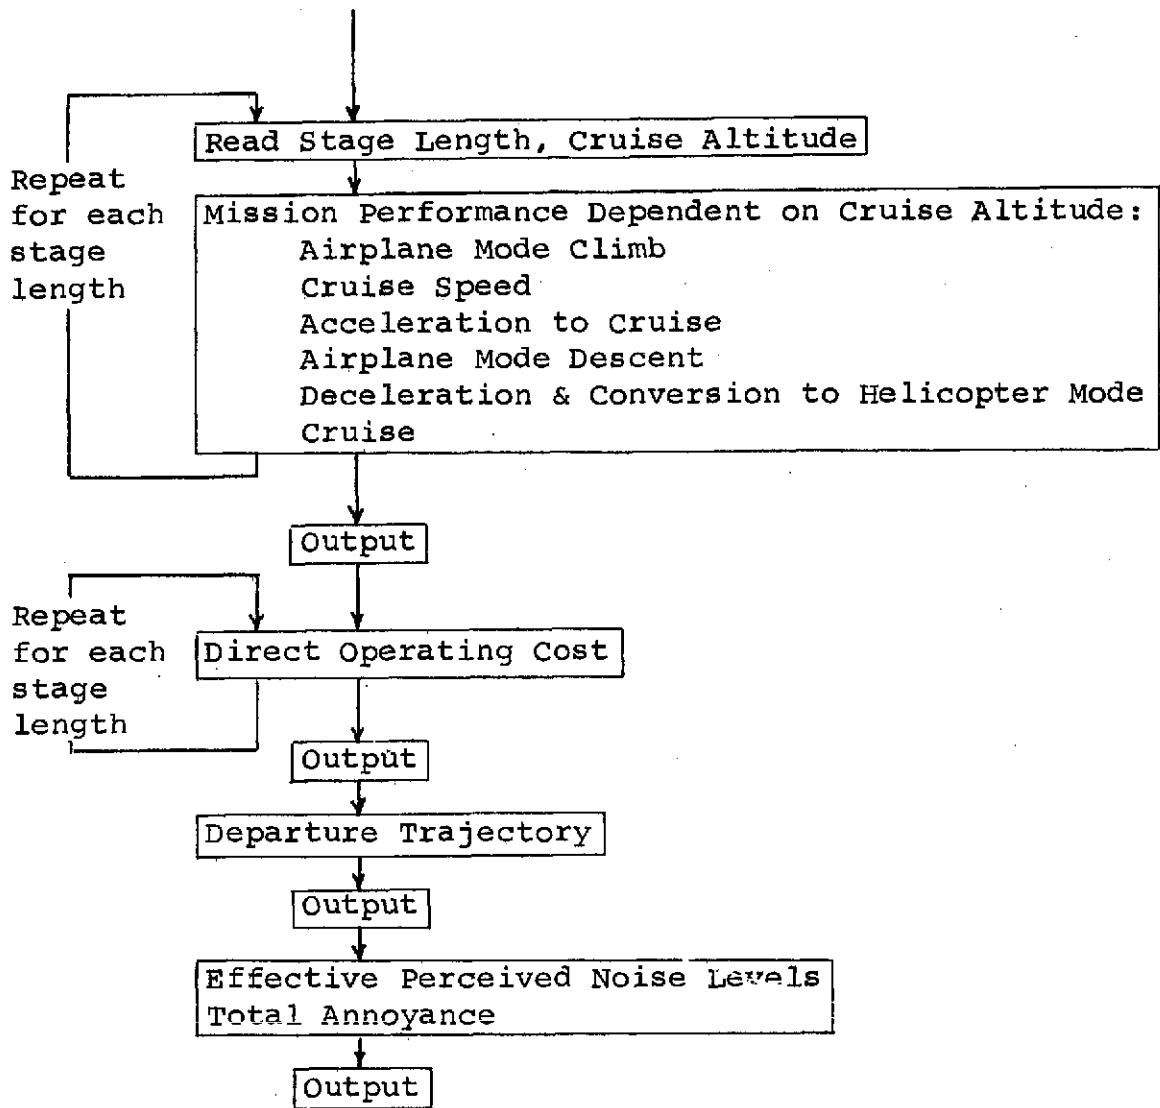 Read Stage Length, Cruise Altitude
Repeat
for each
stage
length
Mission Performance Dependent on Cruise Altitude:
Airplane Mode Climb
Cruise Speed
Acceleration to Cruise
Airplane Mode Descent
Deceleration & Conversion to Helicopter Mode
Cruise
Output
Repeat
for each
stage
length
Direct Operating Cost
Output
Departure Trajectory
Output
Effective Perceived Noise Levels
Total Annoyance
Output